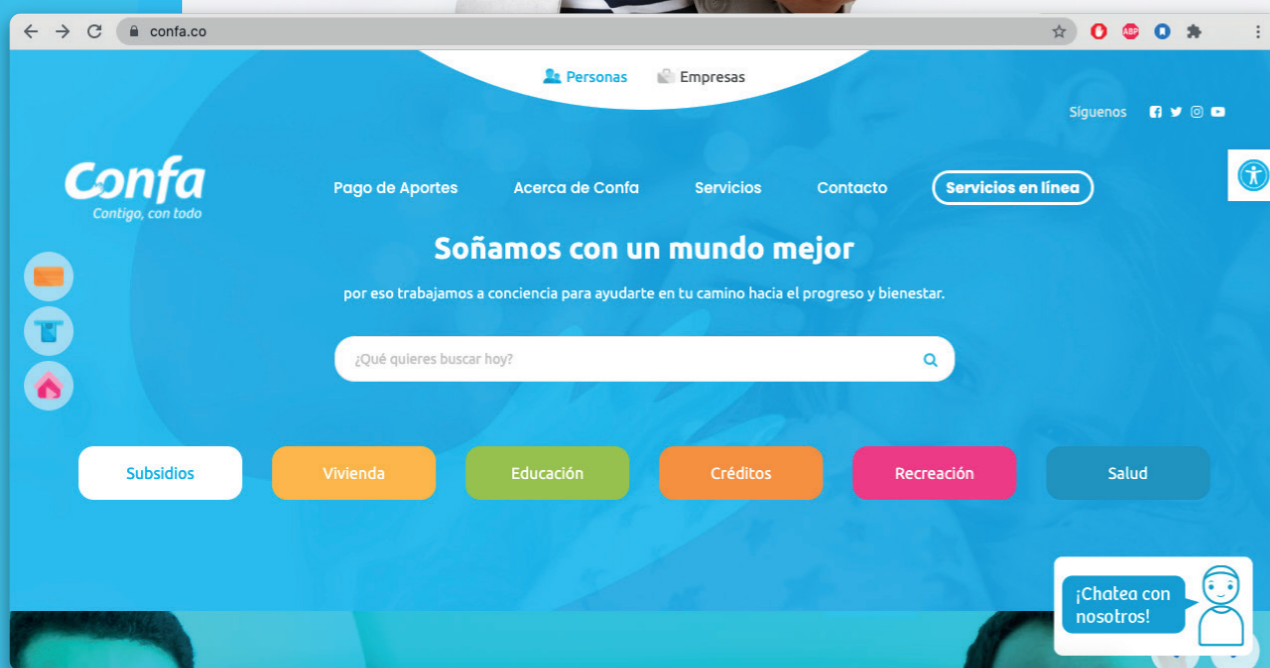 confa.co
ABP
Personas
Empresas
Síguenos
Confa
Contigo, con todo
Pago de Aportes
Acerca de Confa
Servicios
Contacto
Servicios en línea
Soñamos con un mundo mejor
por eso trabajamos a conciencia para ayudarte en tu camino hacia el progreso y bienestar.
¿Qué quieres buscar hoy?
Subsidios
Vivienda
Educación
Créditos
Recreación
Salud
¡Chatea con
nosotros!